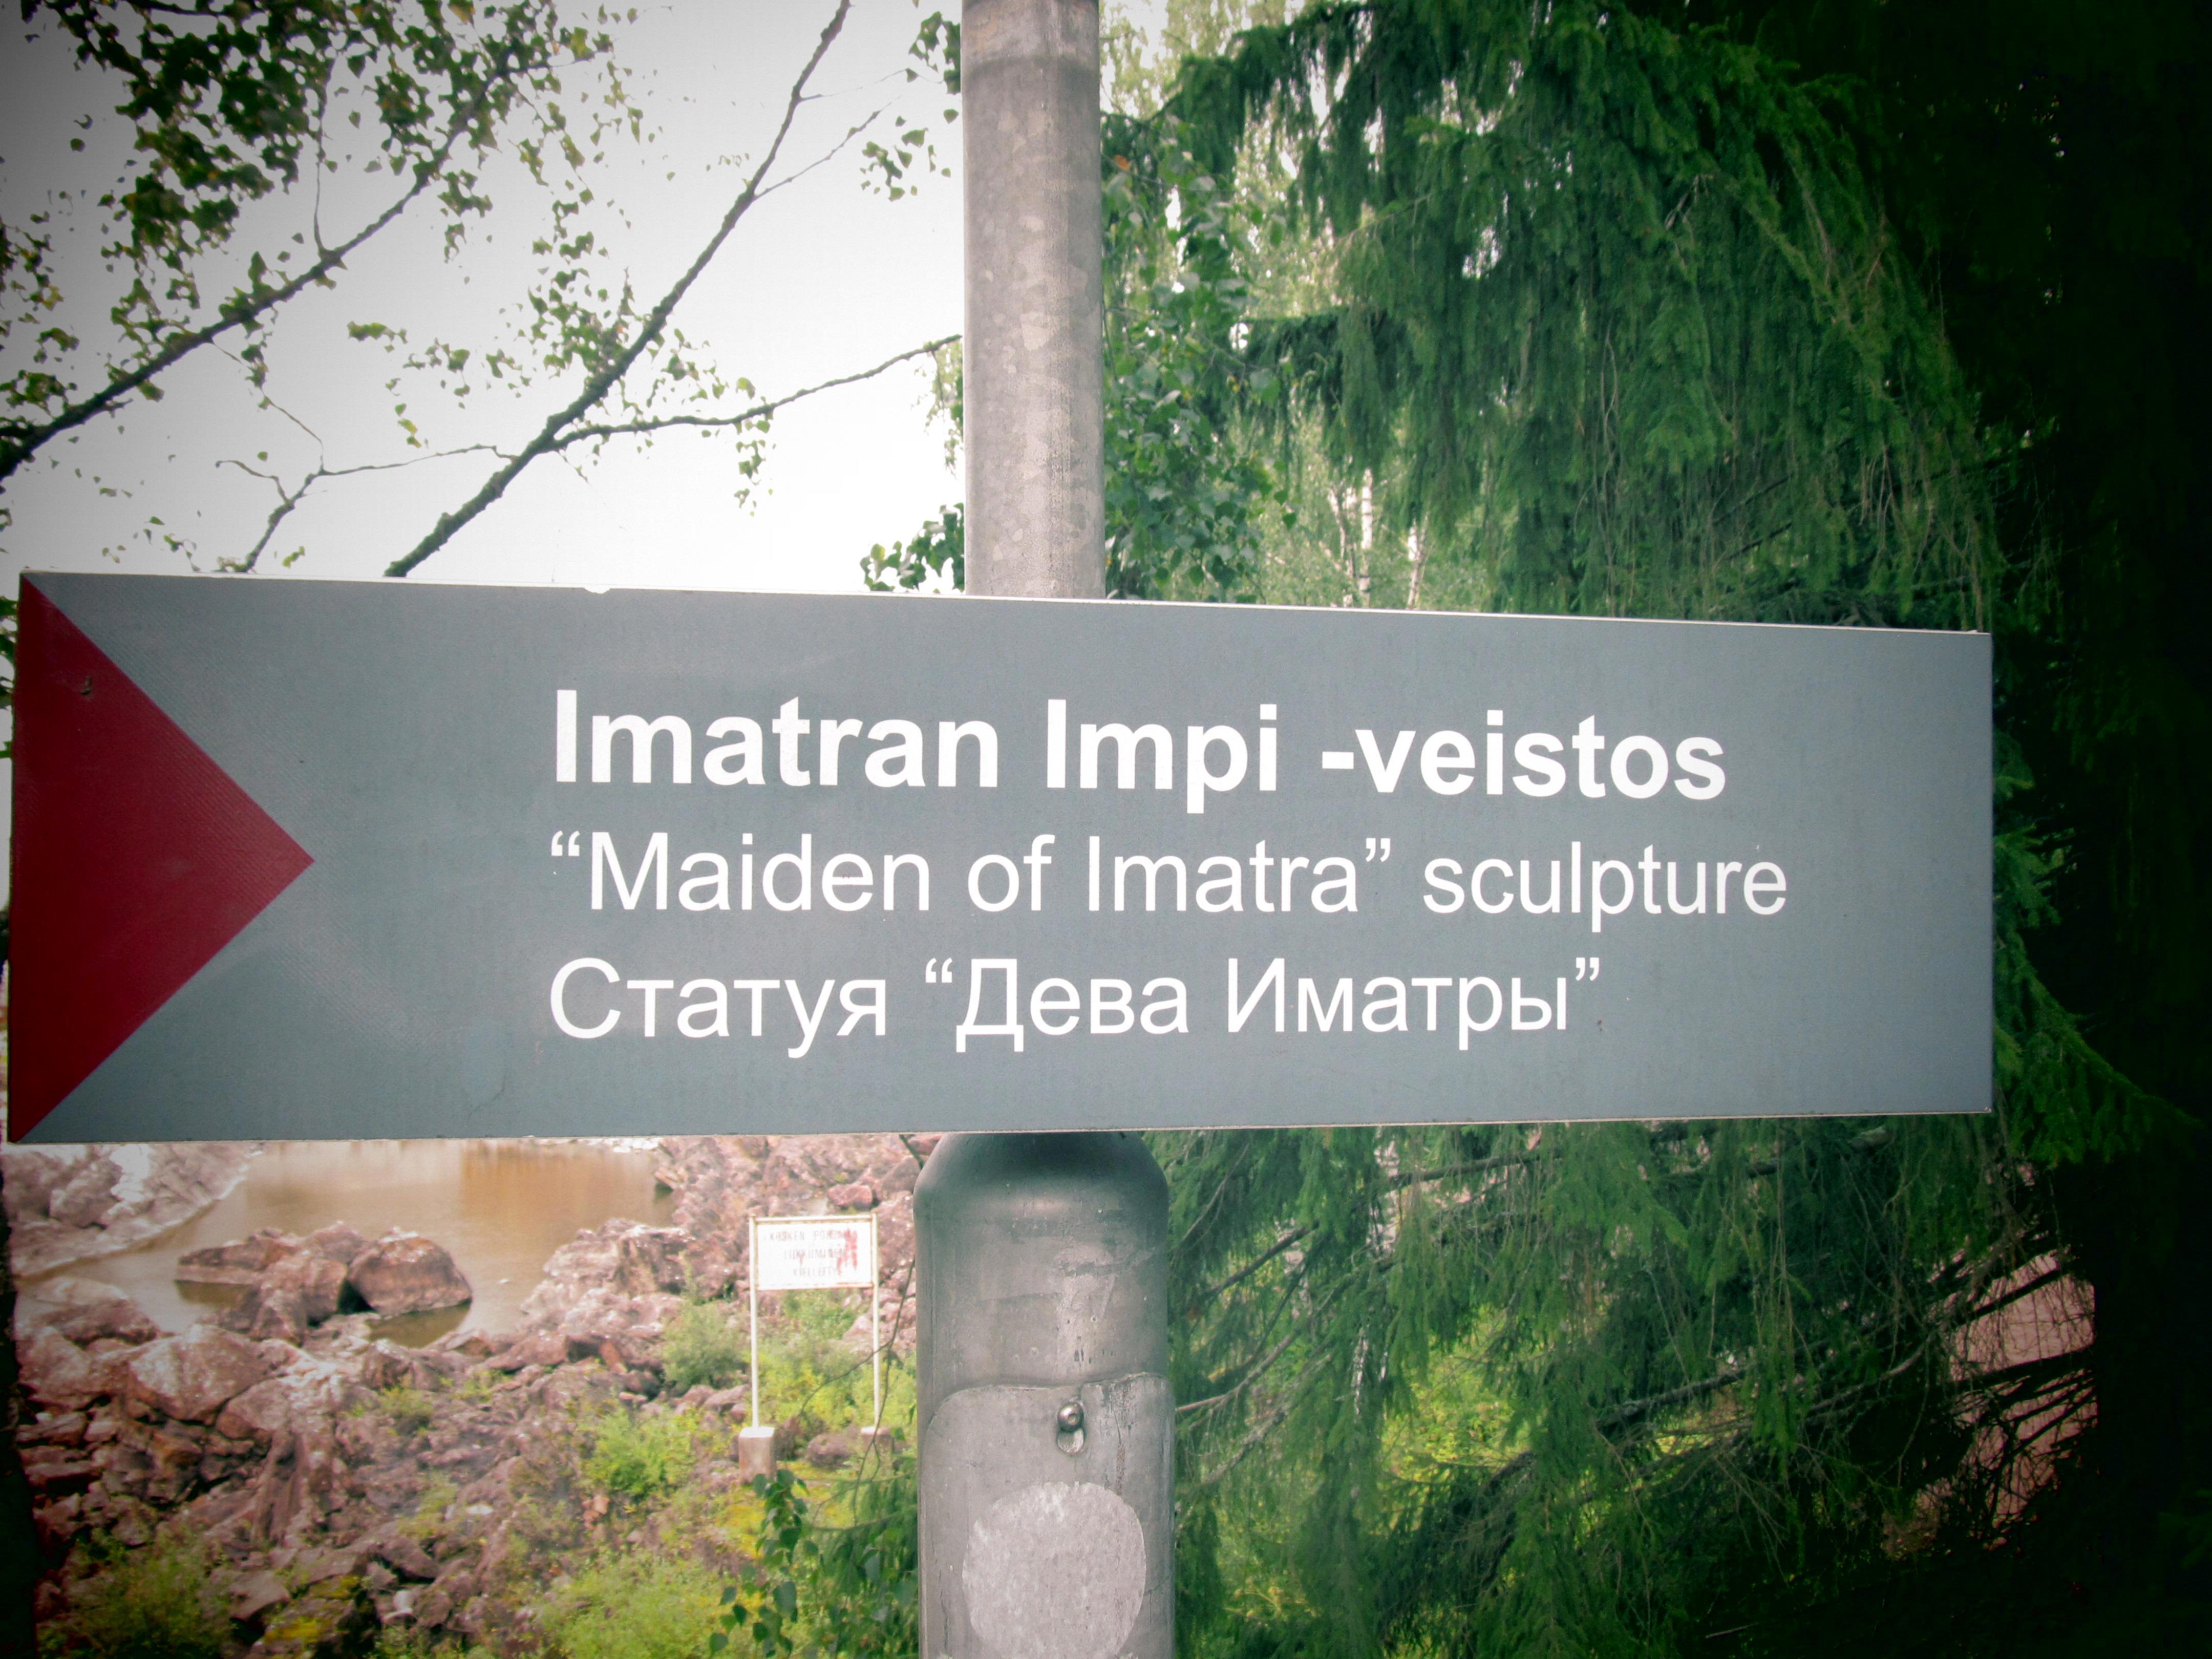 Imatran Impi -veistos
“Maiden of Imatra” sculpture
Статуя “Дева Иматры”